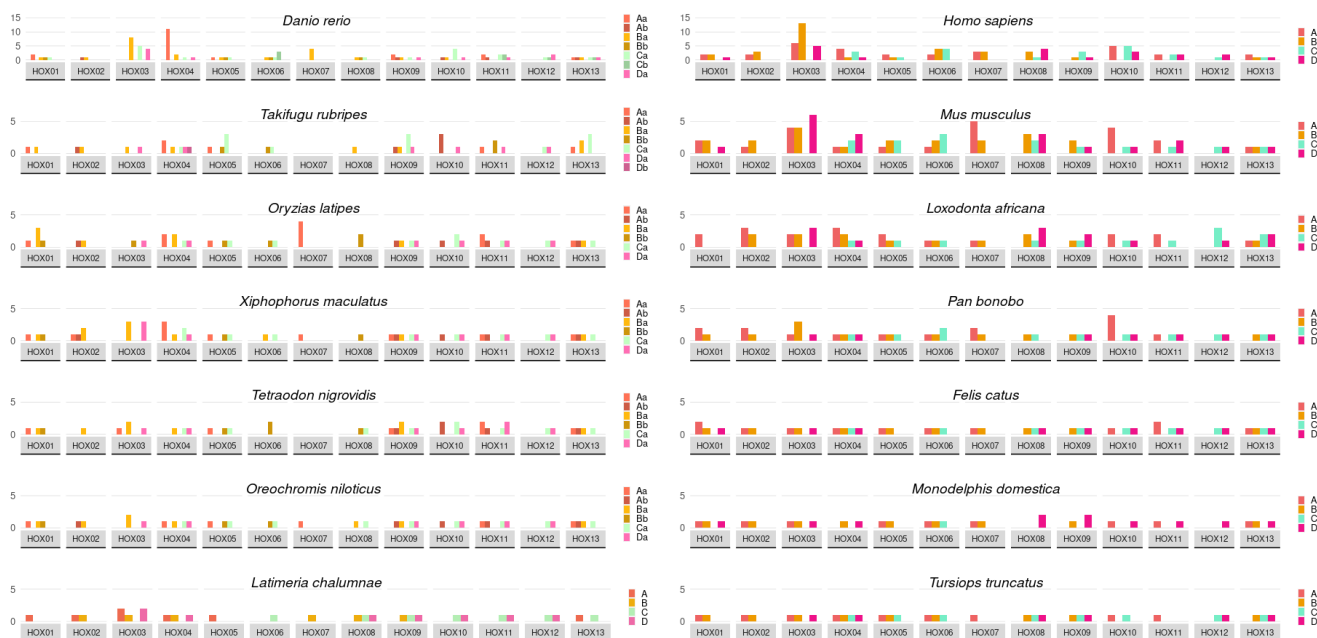 Danio rerio
15
10
5
0
HOX01 HOX02 HOX03 HOX04 HOX05 HOX06 HOX07 HOX08 HOX09 HOX10 HOX11 HOX12 HOX13
Aa
Ab
Ba
Bb
Ca
Cb
Da
Homo sapiens
15
10
5
0
HOX01 HOX02 HOX03 HOX04 HOX05 HOX06 HOX07 HOX08 HOX09 HOX10 HOX11 HOX12 HOX13
A
B
C
D
Takifugu rubripes
5
0
HOX01 HOX02 HOX03 HOX04 HOX05 HOX06 HOX07 HOX08 HOX09 HOX10 HOX11 HOX12 HOX13
Aa
Ab
Ba
Bb
Ca
Da
Db
Mus musculus
5
0
HOX01 HOX02 HOX03 HOX04 HOX05 HOX06 HOX07 HOX08 HOX09 HOX10 HOX11 HOX12 HOX13
A
B
C
D
Oryzias latipes
5
0
HOX01 HOX02 HOX03 HOX04 HOX05 HOX06 HOX07 HOX08 HOX09 HOX10 HOX11 HOX12 HOX13
Aa
Ab
Ba
Bb
Ca
Da
Loxodonta africana
5
0
HOX01 HOX02 HOX03 HOX04 HOX05 HOX06 HOX07 HOX08 HOX09 HOX10 HOX11 HOX12 HOX13
A
B
C
D
Xiphophorus maculatus
5
0
HOX01 HOX02 HOX03 HOX04 HOX05 HOX06 HOX07 HOX08 HOX09 HOX10 HOX11 HOX12 HOX13
Aa
Ab
Ba
Bb
Ca
Da
Pan bonobo
5
0
HOX01 HOX02 HOX03 HOX04 HOX05 HOX06 HOX07 HOX08 HOX09 HOX10 HOX11 HOX12 HOX13
A
B
C
D
Tetraodon nigrovidis
5
0
HOX01 HOX02 HOX03 HOX04 HOX05 HOX06 HOX07 HOX08 HOX09 HOX10 HOX11 HOX12 HOX13
Aa
Ab
Ba
Bb
Ca
Da
Felis catus
5
0
HOX01 HOX02 HOX03 HOX04 HOX05 HOX06 HOX07 HOX08 HOX09 HOX10 HOX11 HOX12 HOX13
A
B
C
D
Oreochromis niloticus
5
0
HOX01 HOX02 HOX03 HOX04 HOX05 HOX06 HOX07 HOX08 HOX09 HOX10 HOX11 HOX12 HOX13
Aa
Ab
Ba
Bb
Ca
Da
Monodelphis domestica
5
0
HOX01 HOX02 HOX03 HOX04 HOX05 HOX06 HOX07 HOX08 HOX09 HOX10 HOX11 HOX12 HOX13
A
B
C
D
Latimeria chalumnae
5
0
HOX01 HOX02 HOX03 HOX04 HOX05 HOX06 HOX07 HOX08 HOX09 HOX10 HOX11 HOX12 HOX13
A
B
C
D
Tursiops truncatus
5
0
HOX01 HOX02 HOX03 HOX04 HOX05 HOX06 HOX07 HOX08 HOX09 HOX10 HOX11 HOX12 HOX13
A
B
C
D